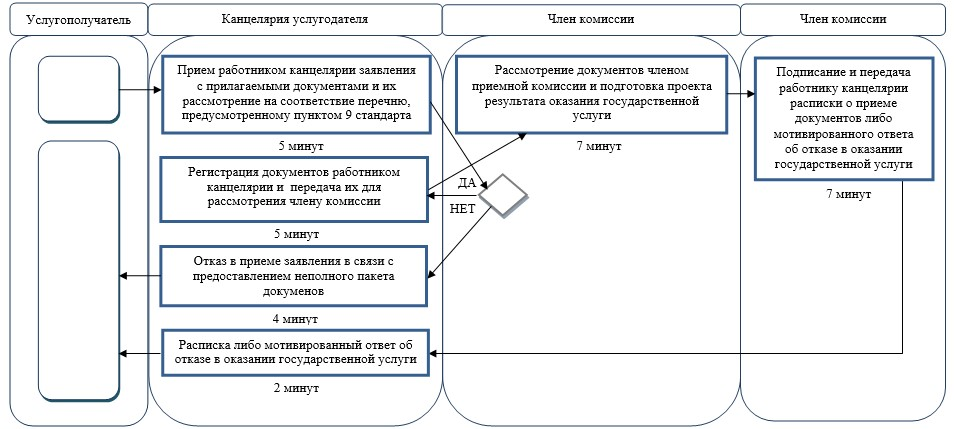 Услугополучатель
Канцелярия услугодателя
Член комиссии
Член комиссии
Прием работником канцелярии заявления
с прилагаемыми документами и их
рассмотрение на соответствие перечню,
предусмотренному пунктом 9 стандарта
5 минут
Рассмотрение документов членом
приемной комиссии и подготовка проекта
результата оказания государственной
услуги
7 минут
Подписание и передача
работнику канцелярии
расписки о приеме
документов либо
мотивированного ответа
об отказе в оказании
государственной услуги
7 минут
Регистрация документов работником
канцелярии и передача их для
рассмотрения члену комиссии
5 минут
ДА
НЕТ
Отказ в приеме заявления в связи с
предоставлением неполного пакета
докуменов
4 минут
Расписка либо мотивированный ответ об
отказе в оказании государственной услуги
2 минут